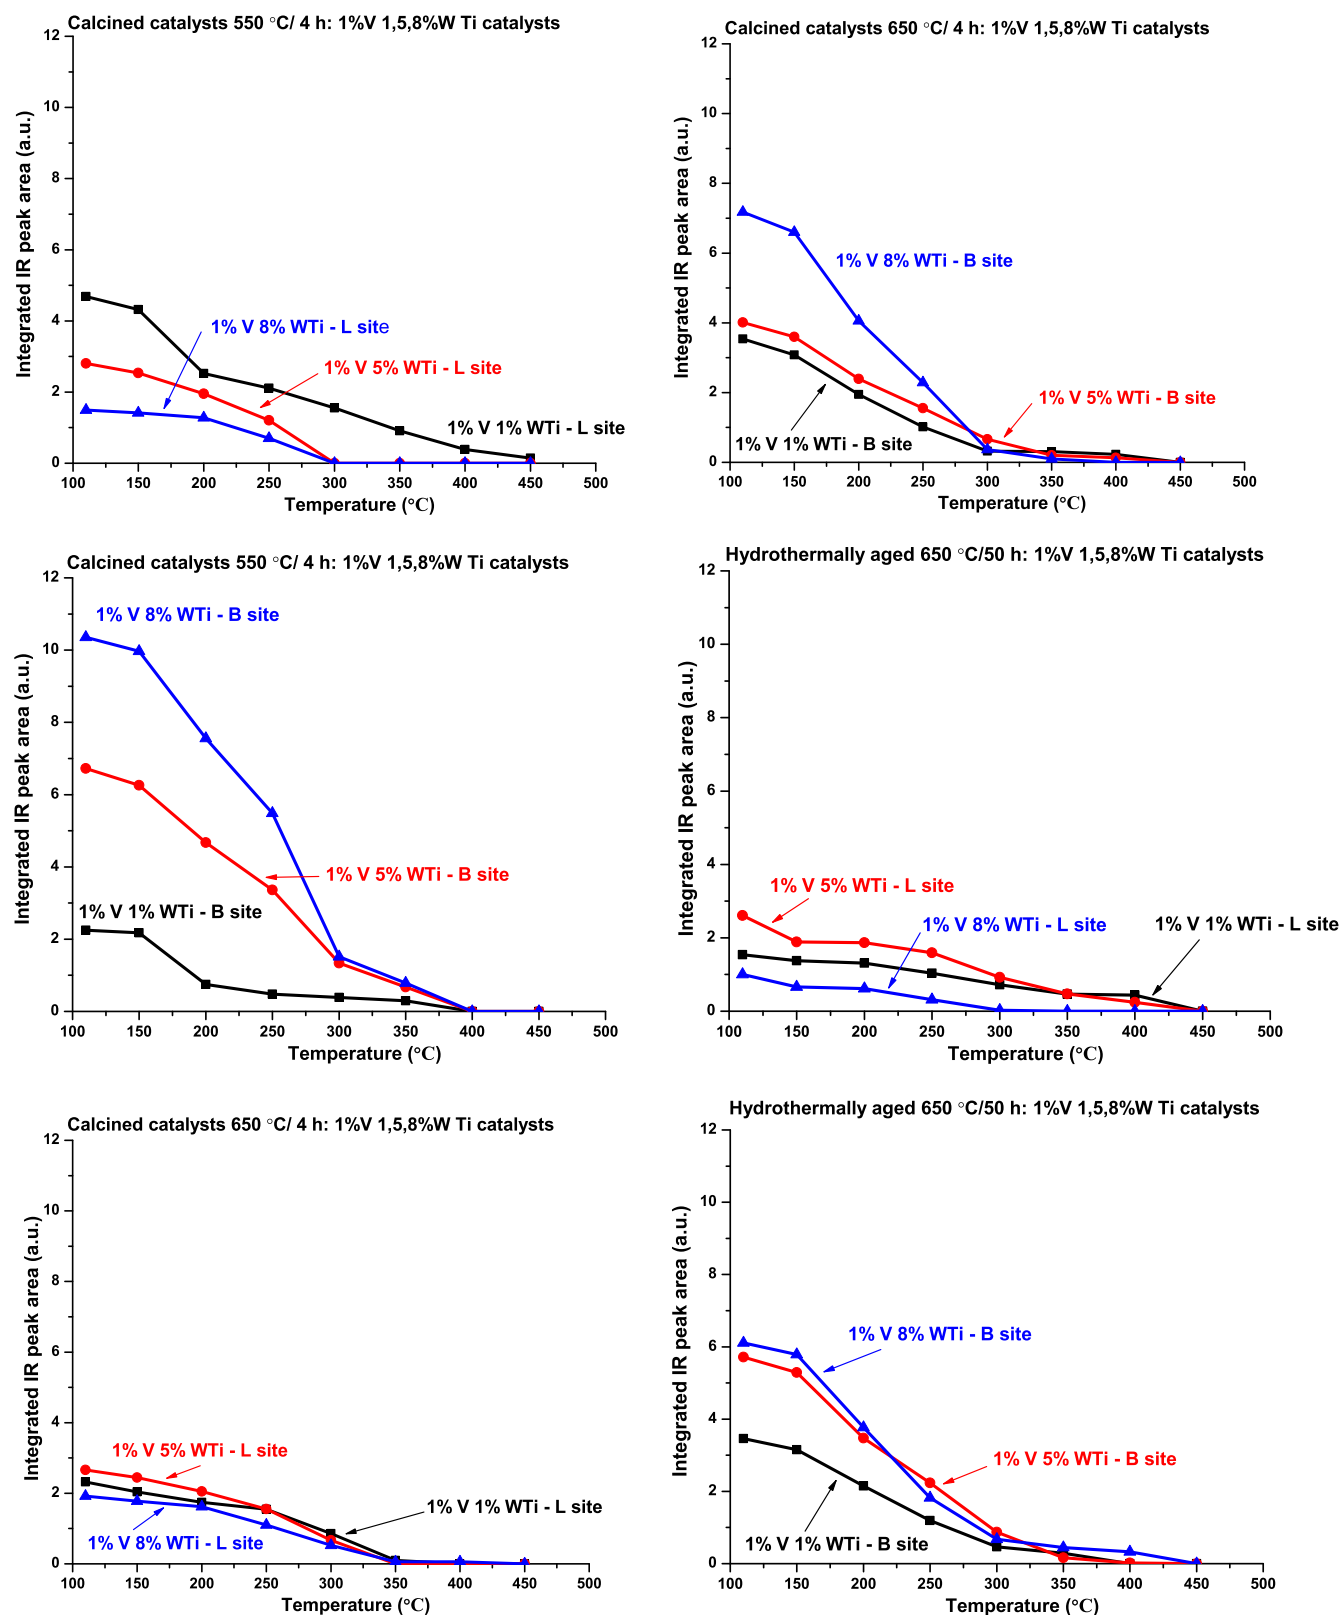 Calcined catalysts 550 °C/ 4 h: 1%V 1,5,8%W Ti catalysts
12
10
8
6
4
2
0
Integrated IR peak area (a.u.)
1% V 8% WTi - L site
1% V 5% WTi - L site
1% V 1% WTi - L site
100 150 200 250 300 350 400 450 500
Temperature (°C)
Calcined catalysts 650 °C/ 4 h: 1%V 1,5,8%W Ti catalysts
12
10
8
6
4
2
0
Integrated IR peak area (a.u.)
1% V 8% WTi - B site
1% V 5% WTi - B site
1% V 1% WTi - B site
100 150 200 250 300 350 400 450 500
Temperature (°C)
Calcined catalysts 550 °C/ 4 h: 1%V 1,5,8%W Ti catalysts
12
10
8
6
4
2
0
Integrated IR peak area (a.u.)
1% V 8% WTi - B site
1% V 5% WTi - B site
1% V 1% WTi - B site
100 150 200 250 300 350 400 450 500
Temperature (°C)
Hydrothermally aged 650 °C/50 h: 1%V 1,5,8%W Ti catalysts
12
10
8
6
4
2
0
Integrated IR peak area (a.u.)
1% V 5% WTi - L site
1% V 8% WTi - L site
1% V 1% WTi - L site
100 150 200 250 300 350 400 450 500
Temperature (°C)
Calcined catalysts 650 °C/ 4 h: 1%V 1,5,8%W Ti catalysts
12
10
8
6
4
2
0
Integrated IR peak area (a.u.)
1% V 5% WTi - L site
1% V 1% WTi - L site
1% V 8% WTi - L site
100 150 200 250 300 350 400 450 500
Temperature (°C)
Hydrothermally aged 650 °C/50 h: 1%V 1,5,8%W Ti catalysts
12
10
8
6
4
2
0
Integrated IR peak area (a.u.)
1% V 8% WTi - B site
1% V 5% WTi - B site
1% V 1% WTi - B site
100 150 200 250 300 350 400 450 500
Temperature (°C)